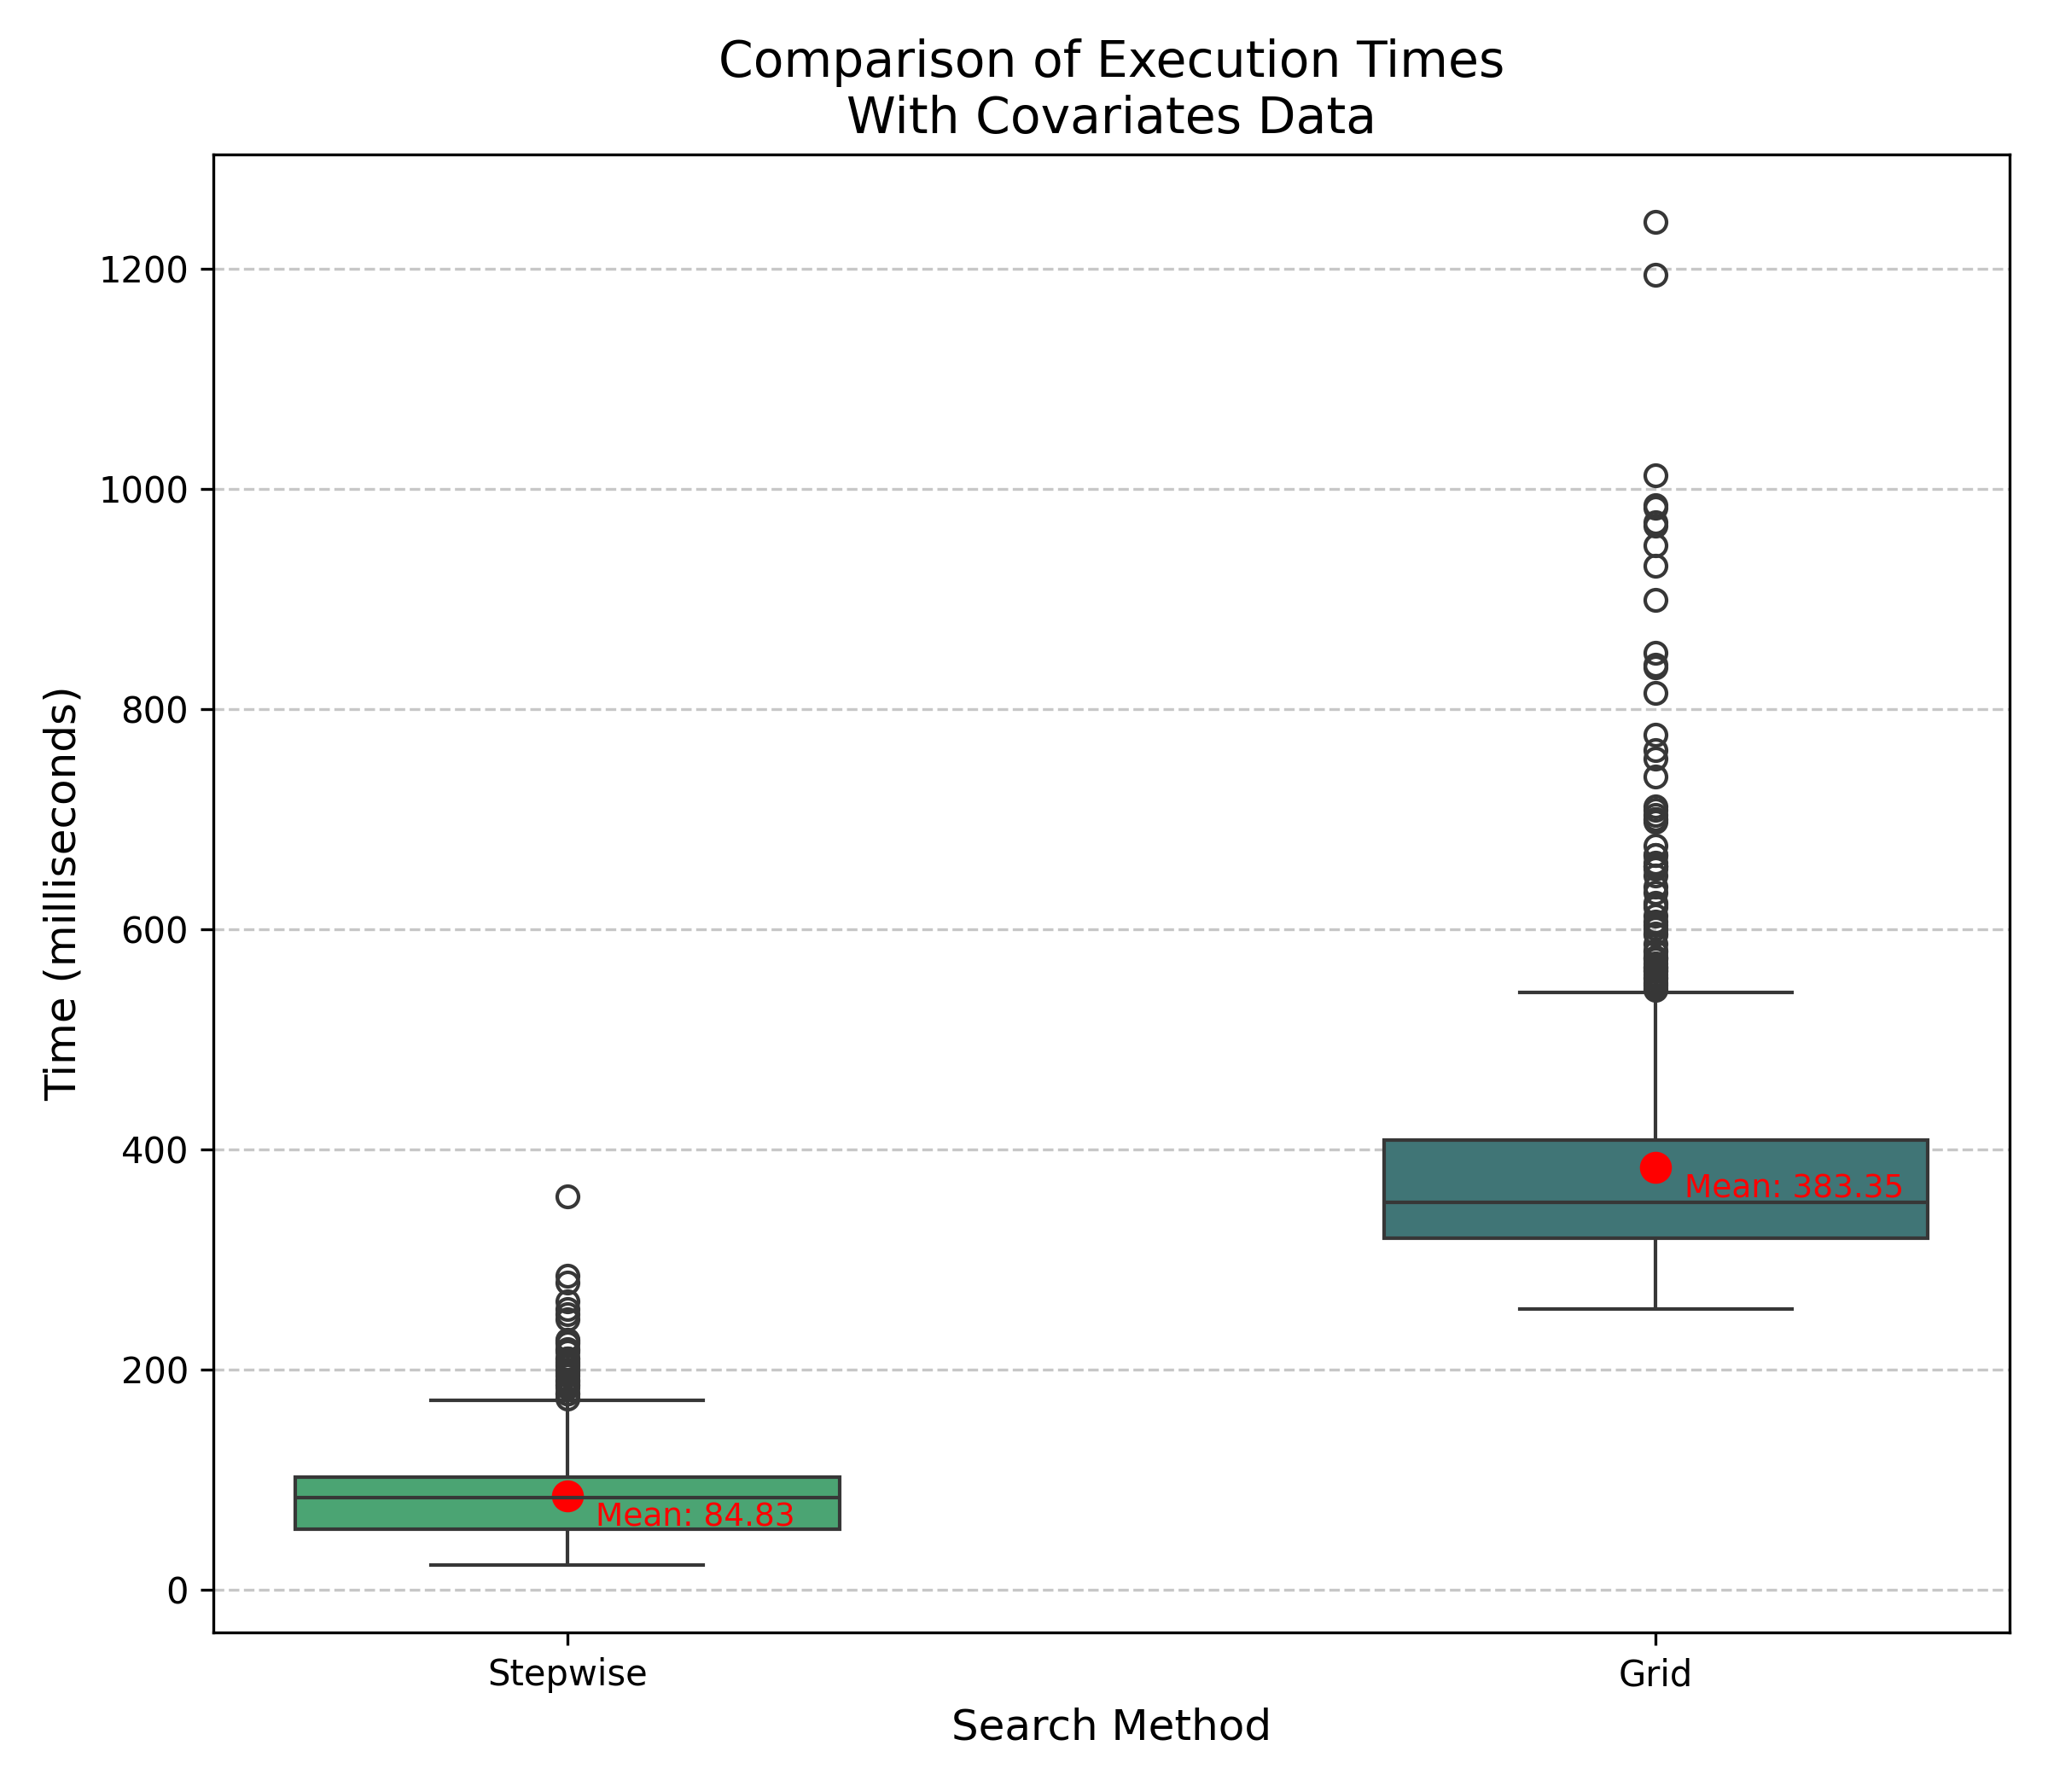 Comparison of Execution Times
With Covariates Data
Time (milliseconds)
1200
1000
800
600
400
200
0
Mean: 84.83
Mean: 383.35
Stepwise
Grid
Search Method